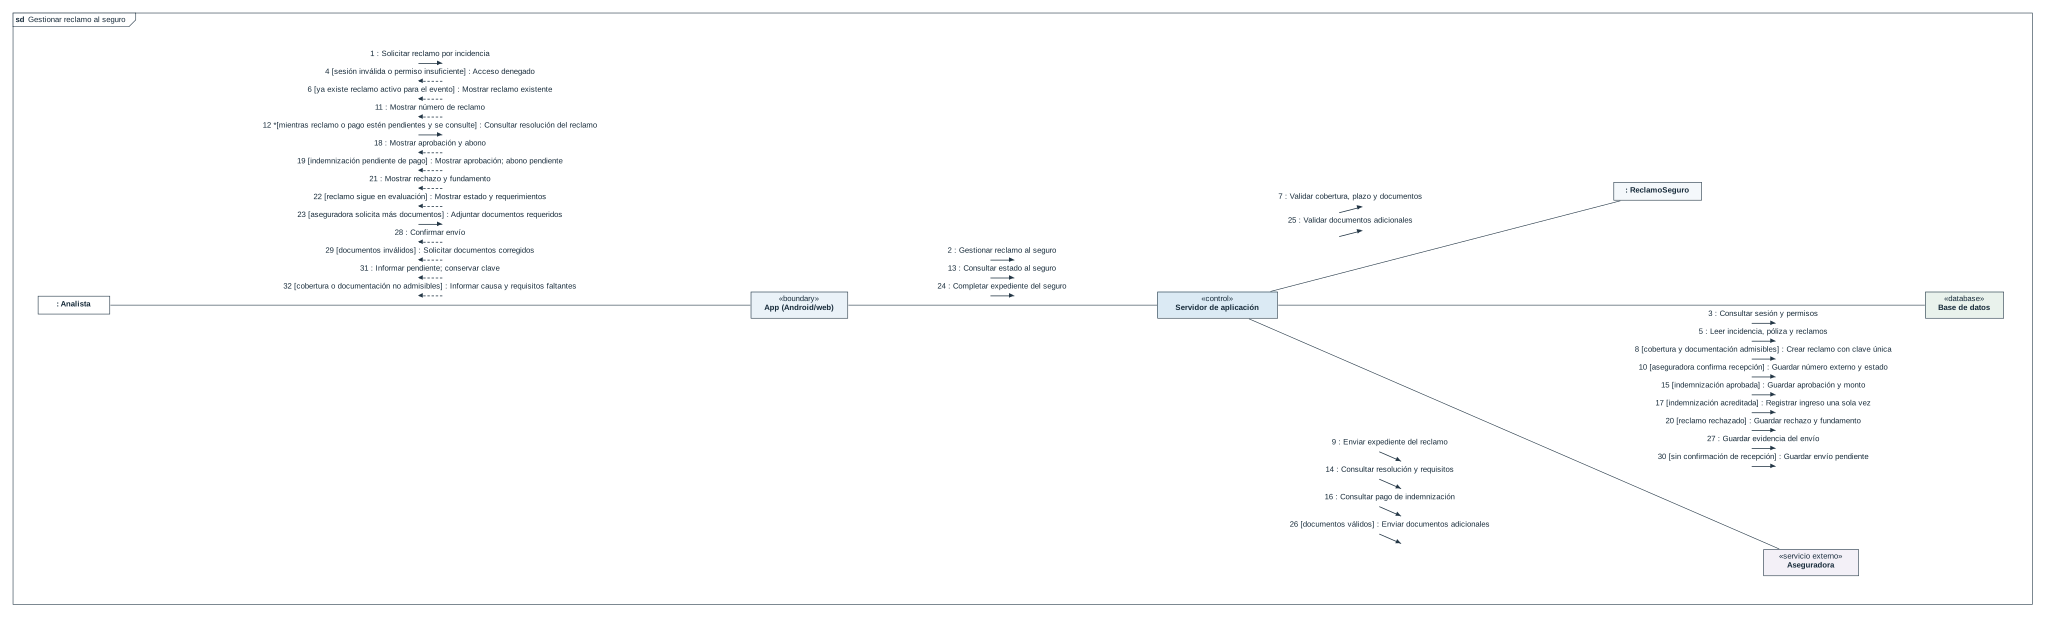 sd Gestionar reclamo al seguro
1 : Solicitar reclamo por incidencia
4 [sesión inválida o permiso insuficiente] : Acceso denegado
6 [ya existe reclamo activo para el evento] : Mostrar reclamo existente
11 : Mostrar número de reclamo
12 *[mientras reclamo o pago estén pendientes y se consulte] : Consultar resolución del reclamo
18 : Mostrar aprobación y abono
19 [indemnización pendiente de pago] : Mostrar aprobación; abono pendiente
21 : Mostrar rechazo y fundamento
22 [reclamo sigue en evaluación] : Mostrar estado y requerimientos
23 [aseguradora solicita más documentos] : Adjuntar documentos requeridos
28 : Confirmar envío
29 [documentos inválidos] : Solicitar documentos corregidos
31 : Informar pendiente; conservar clave
32 [cobertura o documentación no admisibles] : Informar causa y requisitos faltantes
: Analista
«boundary»
App (Android/web)
2 : Gestionar reclamo al seguro
13 : Consultar estado al seguro
24 : Completar expediente del seguro
«control»
Servidor de aplicación
7 : Validar cobertura, plazo y documentos
25 : Validar documentos adicionales
: ReclamoSeguro
«database»
Base de datos
3 : Consultar sesión y permisos
5 : Leer incidencia, póliza y reclamos
8 [cobertura y documentación admisibles] : Crear reclamo con clave única
10 [aseguradora confirma recepción] : Guardar número externo y estado
15 [indemnización aprobada] : Guardar aprobación y monto
17 [indemnización acreditada] : Registrar ingreso una sola vez
20 [reclamo rechazado] : Guardar rechazo y fundamento
27 : Guardar evidencia del envío
30 [sin confirmación de recepción] : Guardar envío pendiente
9 : Enviar expediente del reclamo
14 : Consultar resolución y requisitos
16 : Consultar pago de indemnización
26 [documentos válidos] : Enviar documentos adicionales
«servicio externo»
Aseguradora